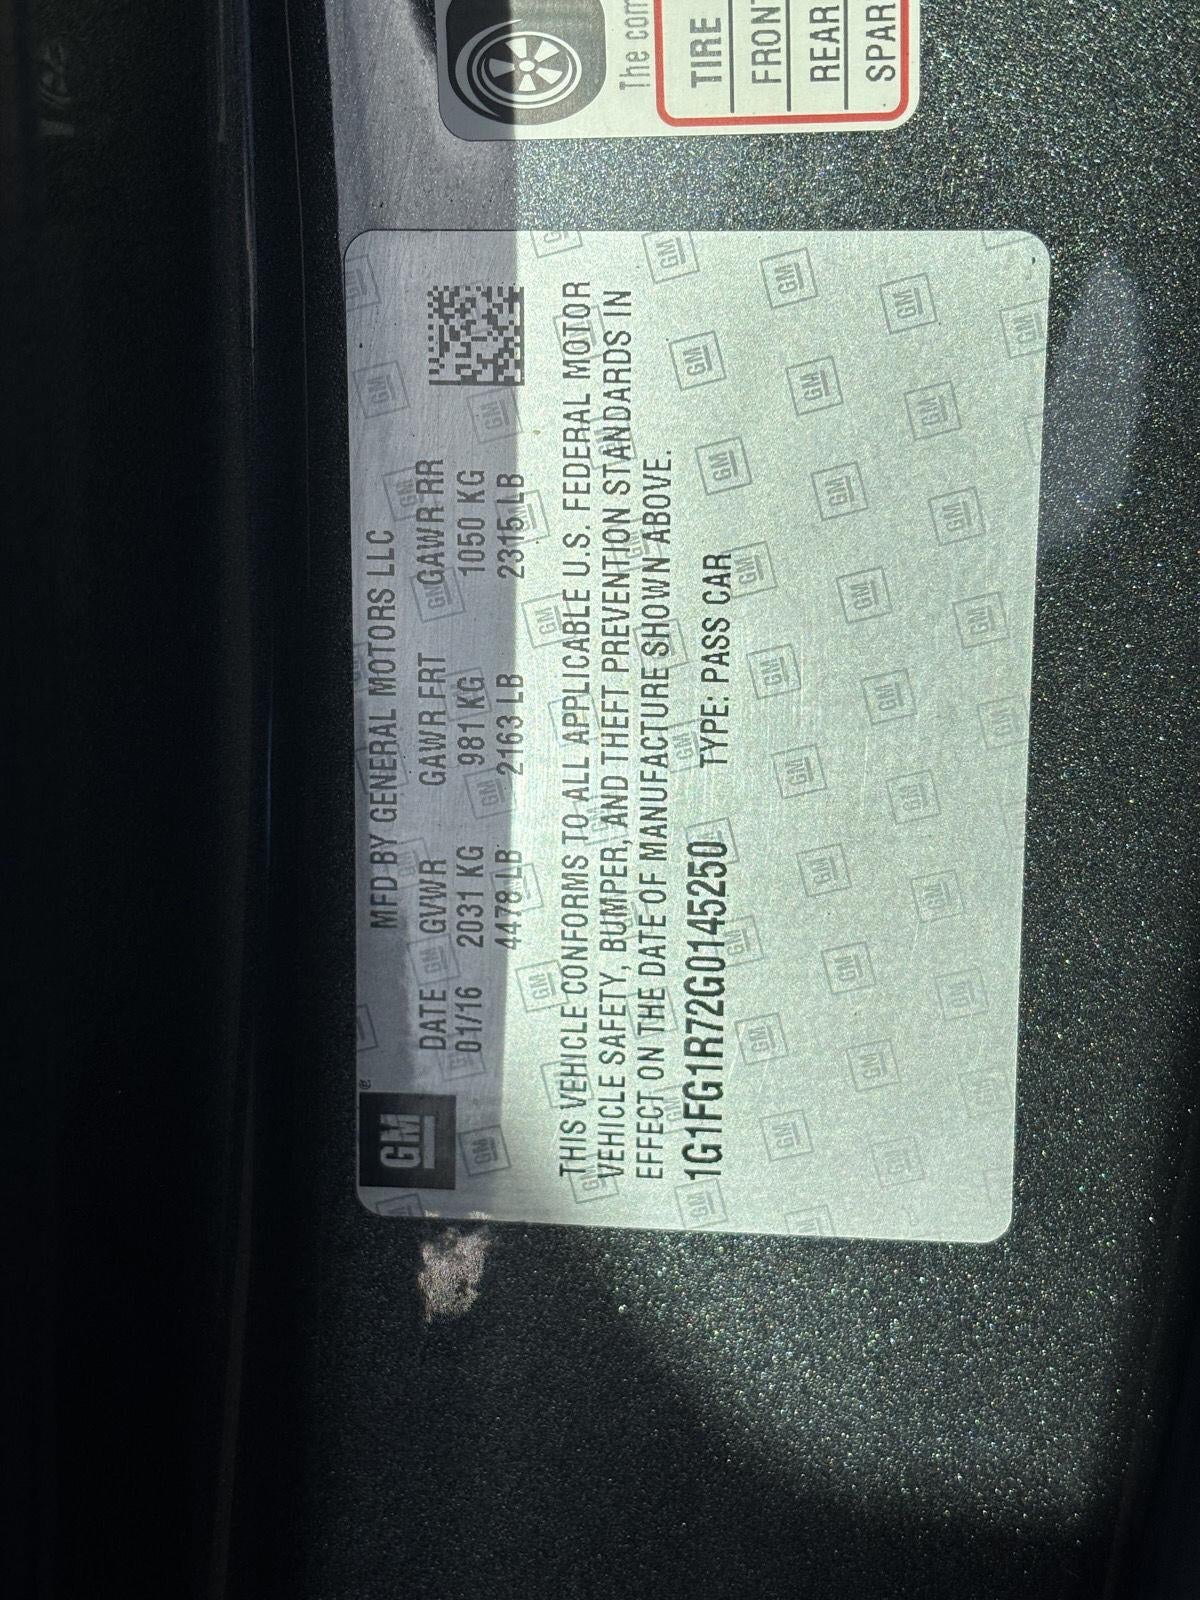 GM®
MFD BY GENERAL MOTORS LLC
DATE GVWR GAWR FRT GAWR RR
01/16 2031 KG 981 KG 1050 KG
4478 LB 2163 LB 2315 LB
THIS VEHICLE CONFORMS TO ALL APPLICABLE U.S. FEDERAL MOTOR
VEHICLE SAFETY, BUMPER, AND THEFT PREVENTION STANDARDS IN
EFFECT ON THE DATE OF MANUFACTURE SHOWN ABOVE.
1G1FG1R72G0145250 TYPE: PASS CAR
The com
TIRE
FRONT
REAR
SPAR